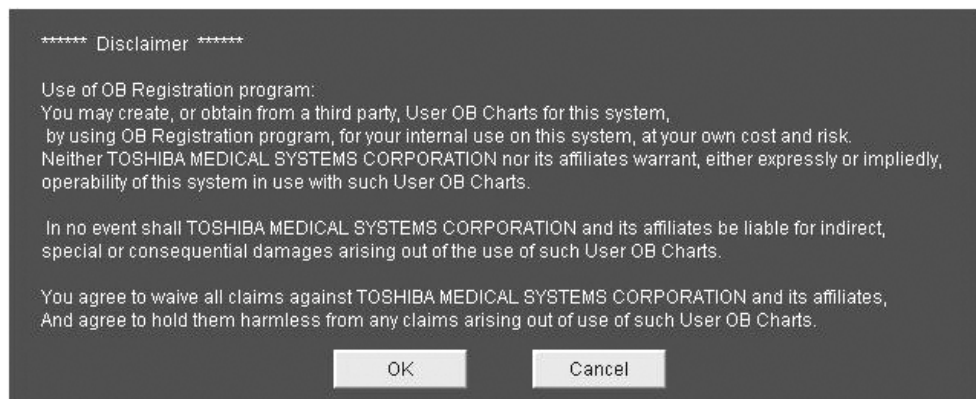 ****** Disclaimer ******
Use of OB Registration program:
You may create, or obtain from a third party, User OB Charts for this system,
by using OB Registration program, for your internal use on this system, at your own cost and risk.
Neither TOSHIBA MEDICAL SYSTEMS CORPORATION nor its affiliates warrant, either expressly or impliedly,
operability of this system in use with such User OB Charts.
In no event shall TOSHIBA MEDICAL SYSTEMS CORPORATION and its affiliates be liable for indirect,
special or consequential damages arising out of the use of such User OB Charts.
You agree to waive all claims against TOSHIBA MEDICAL SYSTEMS CORPORATION and its affiliates,
And agree to hold them harmless from any claims arising out of use of such User OB Charts.
OK Cancel